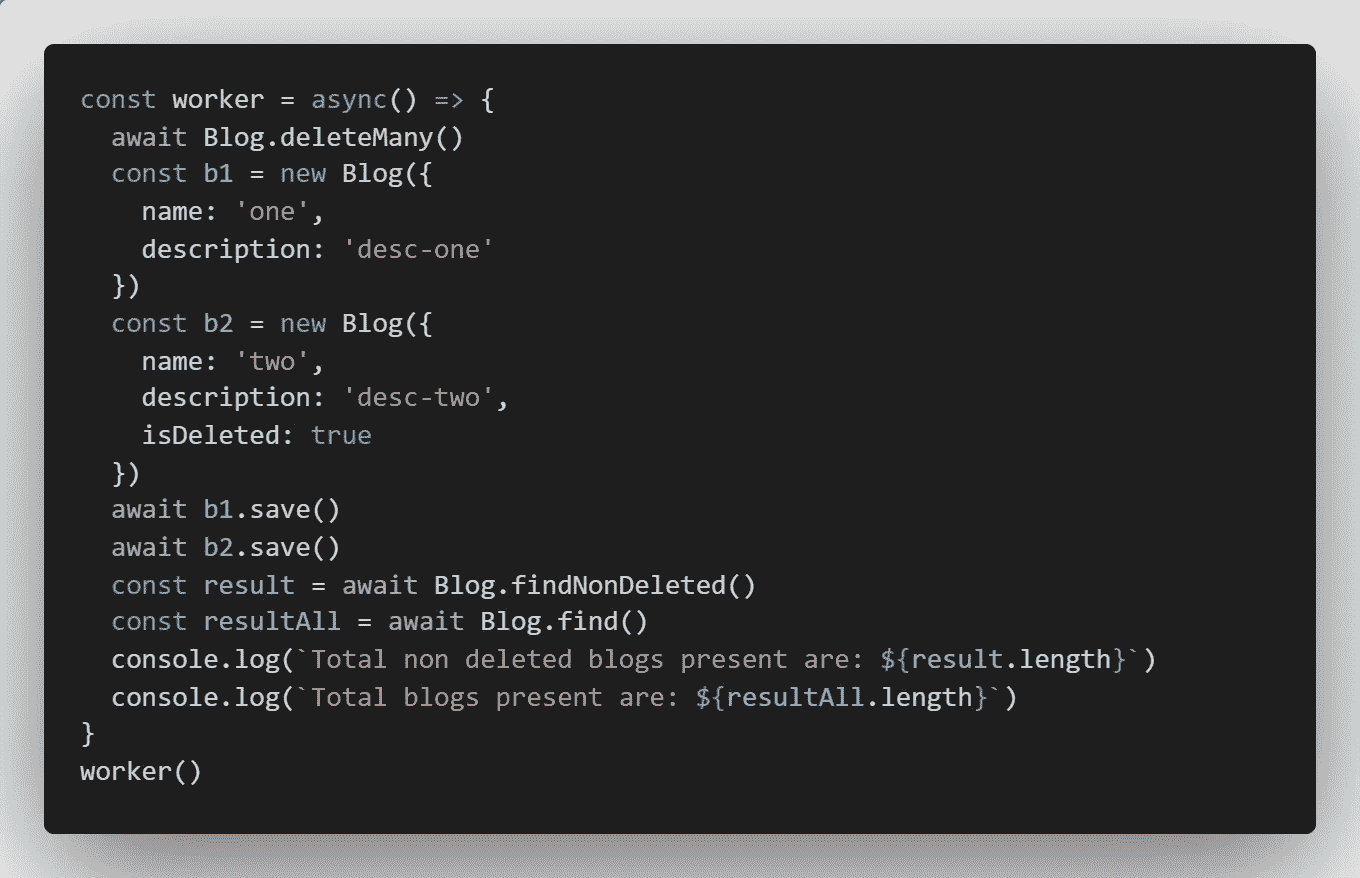 const worker = async() => {
  await Blog.deleteMany()
  const b1 = new Blog({
    name: 'one',
    description: 'desc-one'
  })
  const b2 = new Blog({
    name: 'two',
    description: 'desc-two',
    isDeleted: true
  })
  await b1.save()
  await b2.save()
  const result = await Blog.findNonDeleted()
  const resultAll = await Blog.find()
  console.log(`Total non deleted blogs present are: ${result.length}`)
  console.log(`Total blogs present are: ${resultAll.length}`)
}
worker()